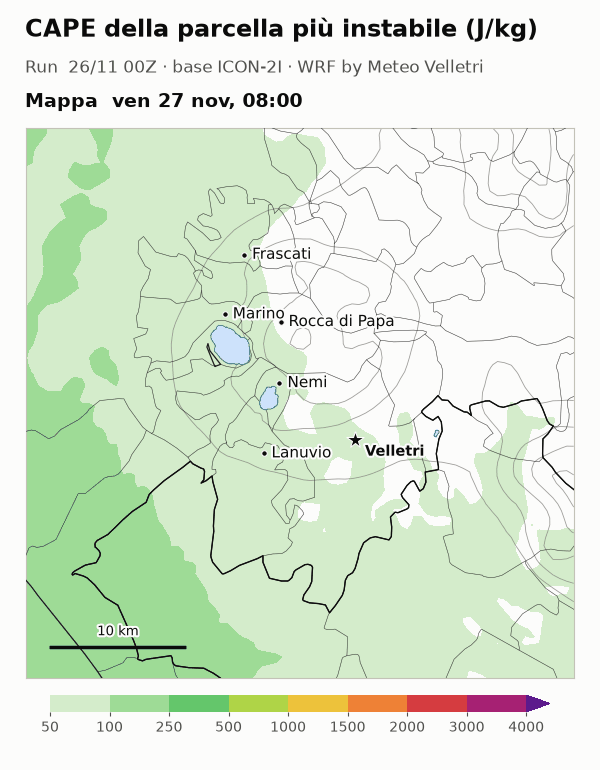 CAPE della parcella più instabile (J/kg)
Run  26/11 00Z · base ICON-2I · WRF by Meteo Velletri
Mappa  ven 27 nov, 08:00
Frascati
Marino
Rocca di Papa
Nemi
Velletri
Lanuvio
10 km
50 100 250 500 1000 1500 2000 3000 4000